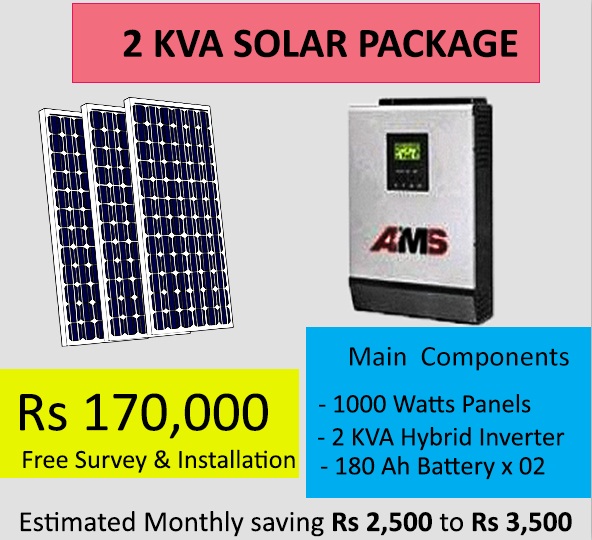 2 KVA SOLAR PACKAGE
AMS
Main Components
Rs 170,000
Free Survey & Installation
- 1000 Watts Panels
- 2 KVA Hybrid Inverter
- 180 Ah Battery x 02
Estimated Monthly saving Rs 2,500 to Rs 3,500